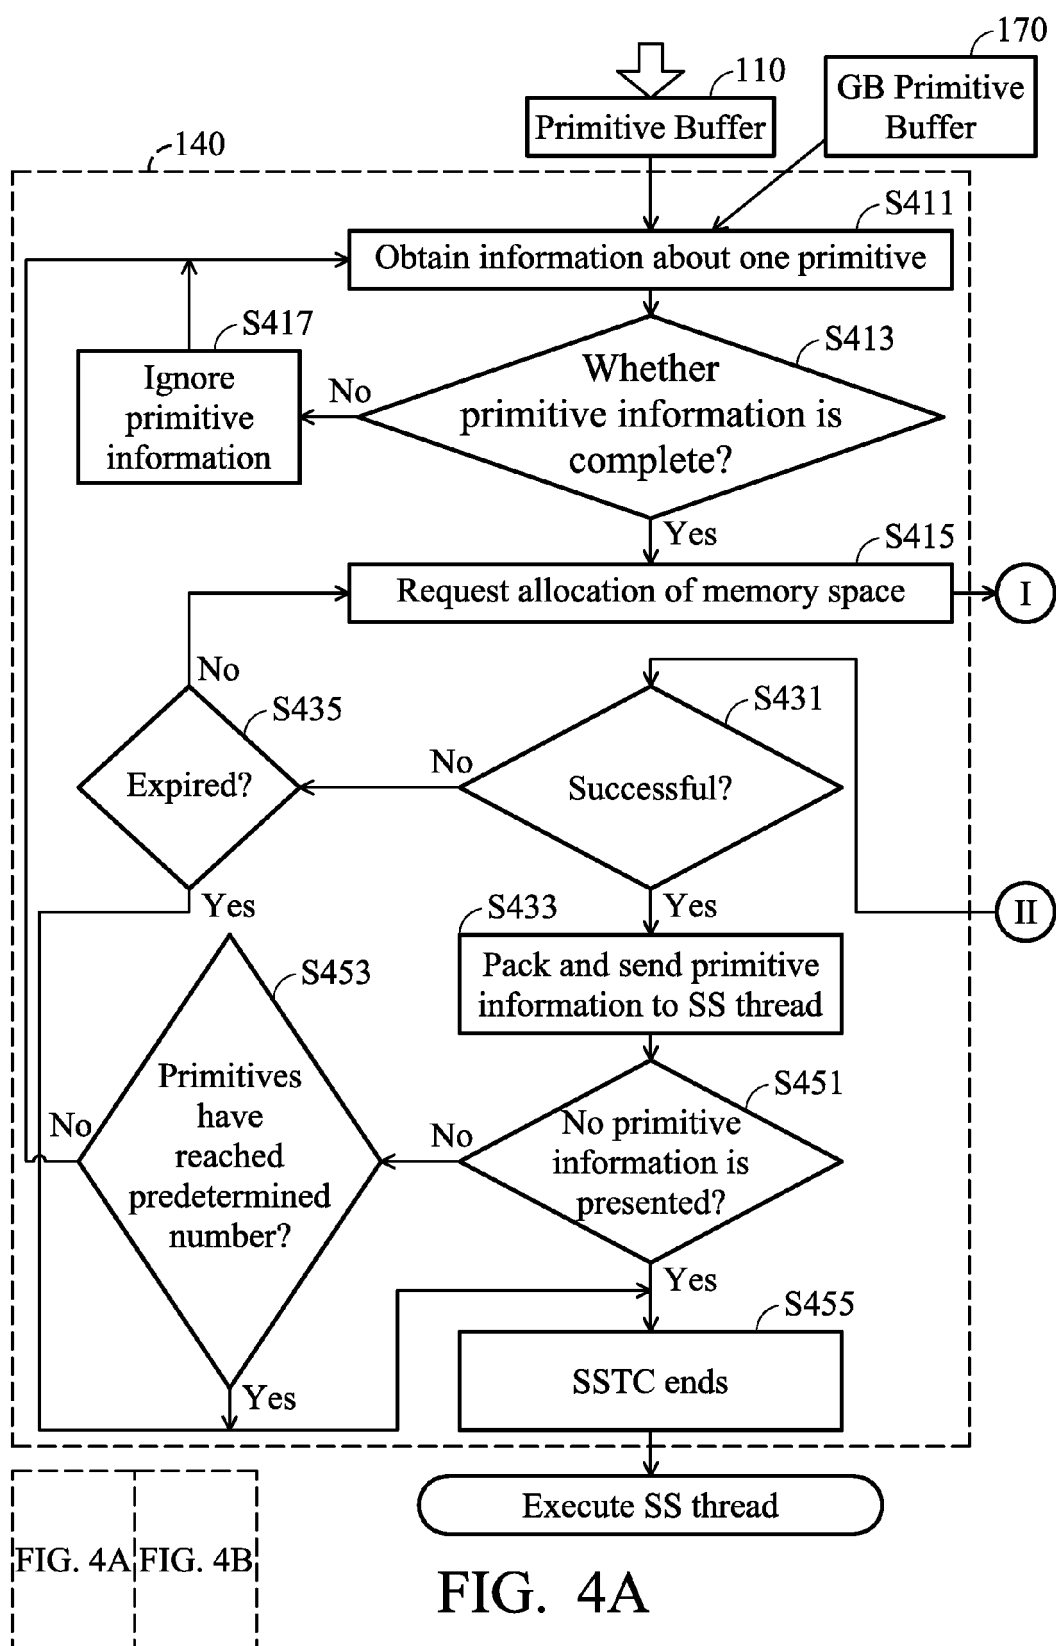 170
110
GB Primitive
Buffer
Primitive Buffer
140
S411
Obtain information about one primitive
S417
S413
Ignore
primitive
information
No
Whether
primitive information is
complete?
Yes
S415
Request allocation of memory space
I
No
S435
S431
Expired?
No
Successful?
Yes
Yes
II
S433
Pack and send primitive
information to SS thread
S453
S451
Primitives
have
reached
predetermined
number?
No
No
No primitive
information is
presented?
Yes
Yes
S455
SSTC ends
Execute SS thread
FIG. 4A
FIG. 4B
FIG. 4A